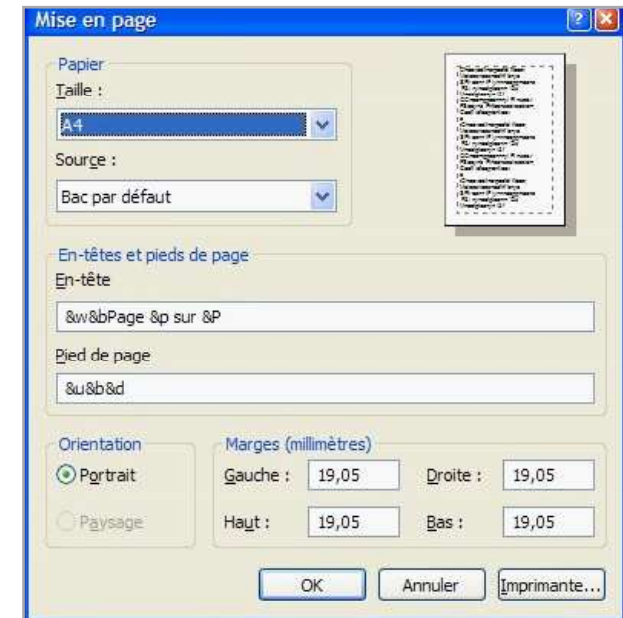 Mise en page
Papier
Taille :
A4
Source :
Bac par défaut
En-têtes et pieds de page
En-tête
&w&bPage &p sur &P
Pied de page
&u&b&d
Orientation
Portrait
Paysage
Marges (millimètres)
Gauche : 19,05 Droite : 19,05
Haut : 19,05 Bas : 19,05
OK Annuler Imprimante...